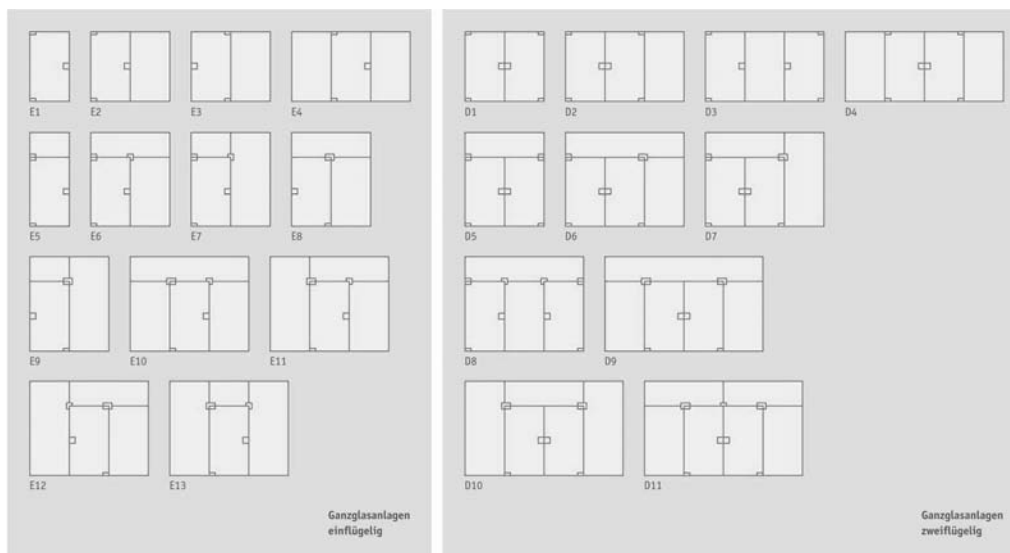 E1 E2 E3 E4
E5 E6 E7 E8
E9 E10 E11
E12 E13
Ganzglasanlagen
einflügelig
D1 D2 D3 D4
D5 D6 D7
D8 D9
D10 D11
Ganzglasanlagen
zweiflügelig